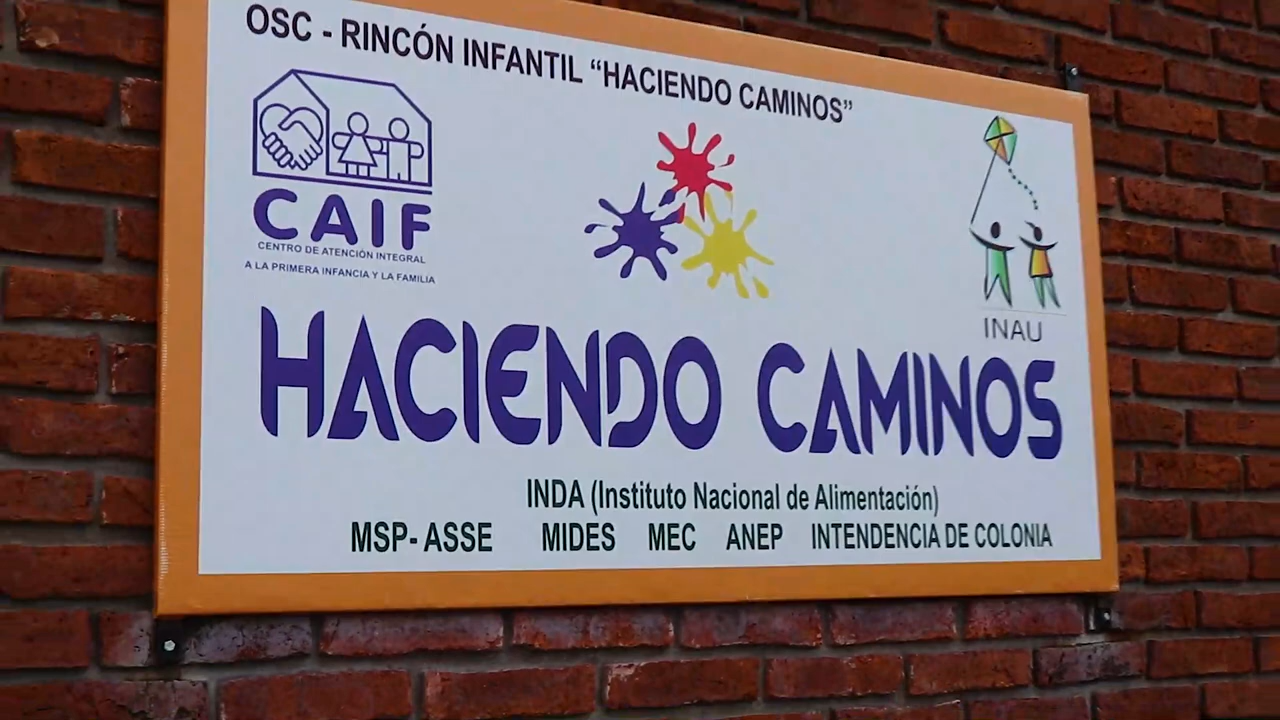 OSC - RINCÓN INFANTIL “HACIENDO CAMINOS”
CAIF
CENTRO DE ATENCIÓN INTEGRAL
A LA PRIMERA INFANCIA Y LA FAMILIA
INAU
HACIENDO CAMINOS
INDA (Instituto Nacional de Alimentación)
MSP- ASSE MIDES MEC ANEP INTENDENCIA DE COLONIA